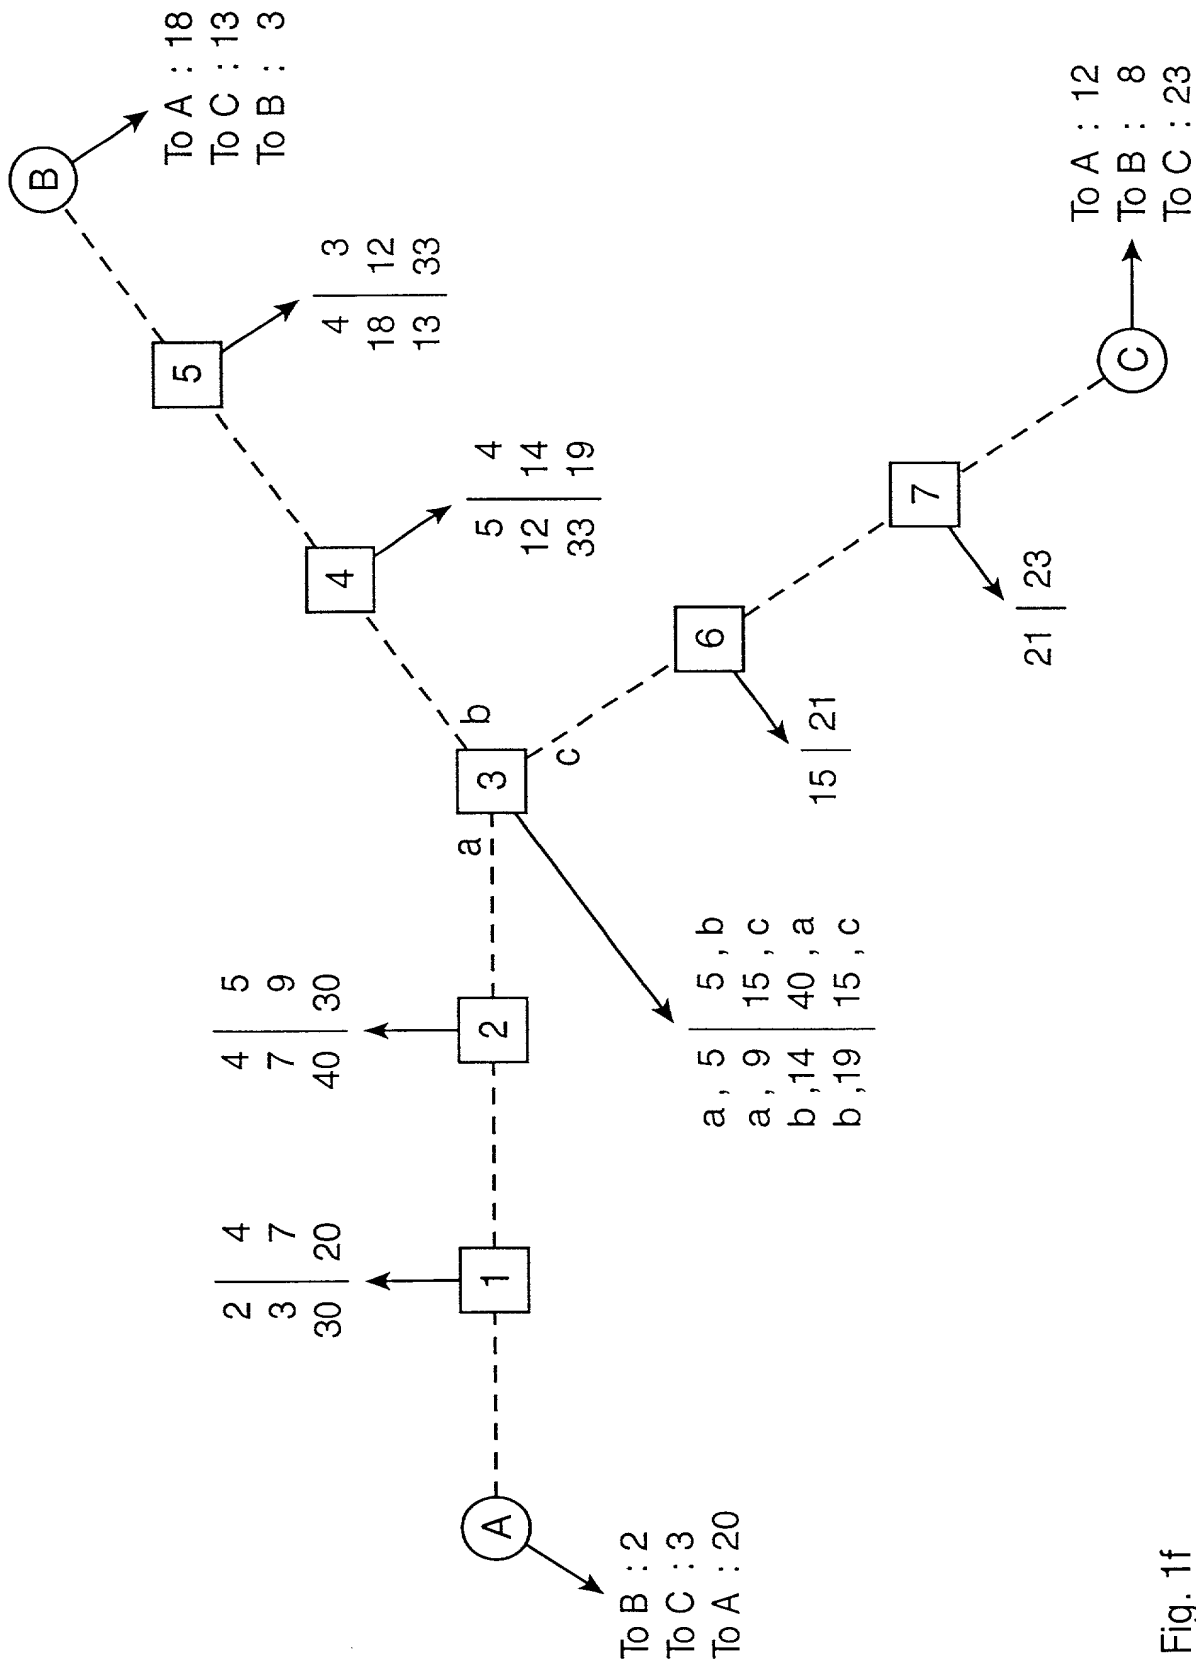 B
To A : 18
To C : 13
To B : 3
5
4 | 3
18 | 12
13 | 33
4
5 | 4
12 | 14
33 | 19
2 | 4
3 | 7
30 | 20
4 | 5
7 | 9
40 | 30
A
1
2
a
3
b
c
To B : 2
To C : 3
To A : 20
a , 5 | 5 , b
a , 9 | 15 , c
b ,14 | 40 , a
b ,19 | 15 , c
6
15 | 21
7
21 | 23
C
To A : 12
To B : 8
To C : 23
Fig. 1f